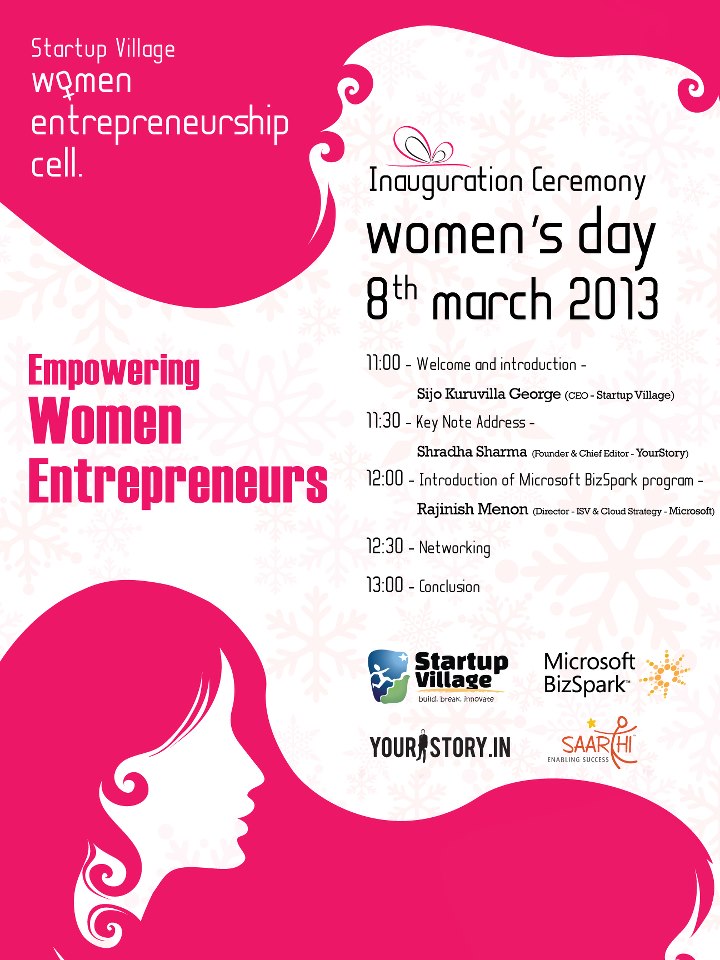 Startup Village
women
entrepreneurship
cell.
Inauguration Ceremony
women's day
8th march 2013
Empowering
Women
Entrepreneurs
11:00 - Welcome and introduction -
Sijo Kuruvilla George (CEO - Startup Village)
11:30 - Key Note Address -
Shradha Sharma (Founder & Chief Editor - YourStory)
12:00 - Introduction of Microsoft BizSpark program -
Rajinish Menon (Director - ISV & Cloud Strategy - Microsoft)
12:30 - Networking
13:00 - Conclusion
Startup
Village
build. break. innovate
Microsoft
BizSpark™
YOURSTORY.IN
SAARTHI
ENABLING SUCCESS